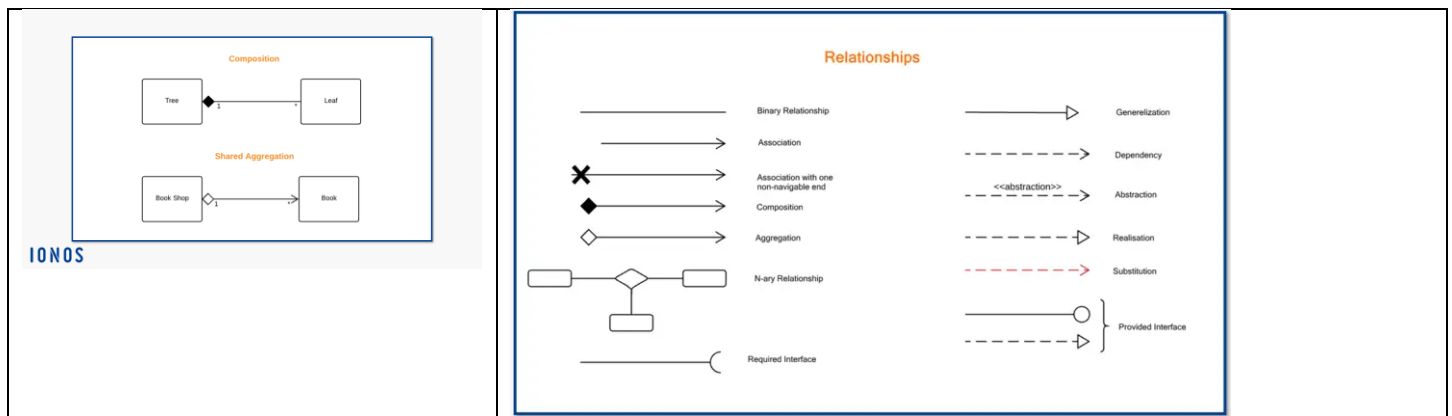 Composition
Tree
1
*
Leaf
Shared Aggregation
Book Shop
1
*
Book
IONOS
Relationships
Binary Relationship
Association
Association with one
non-navigable end
Composition
Aggregation
N-ary Relationship
Required Interface
Generelization
Dependency
<<abstraction>>
Abstraction
Realisation
Substitution
Provided Interface